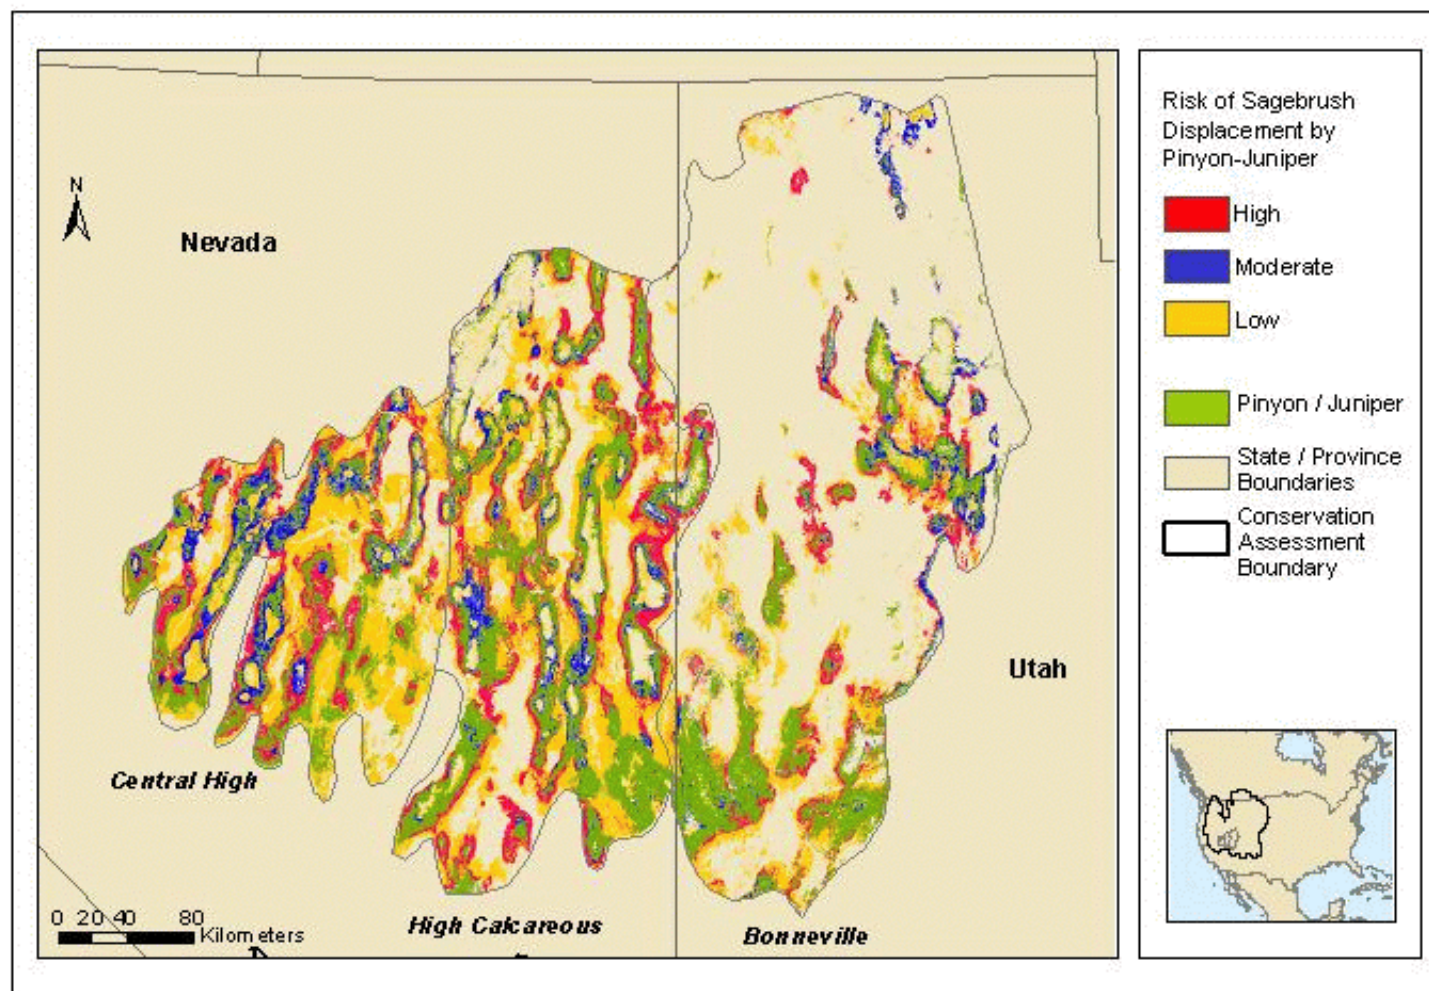 N
Nevada
Utah
Central High
High Calcareous
Bonneville
0 20 40 80
Kilometers
Risk of Sagebrush
Displacement by
Pinyon-Juniper
High
Moderate
Low
Pinyon / Juniper
State / Province
Boundaries
Conservation
Assessment
Boundary